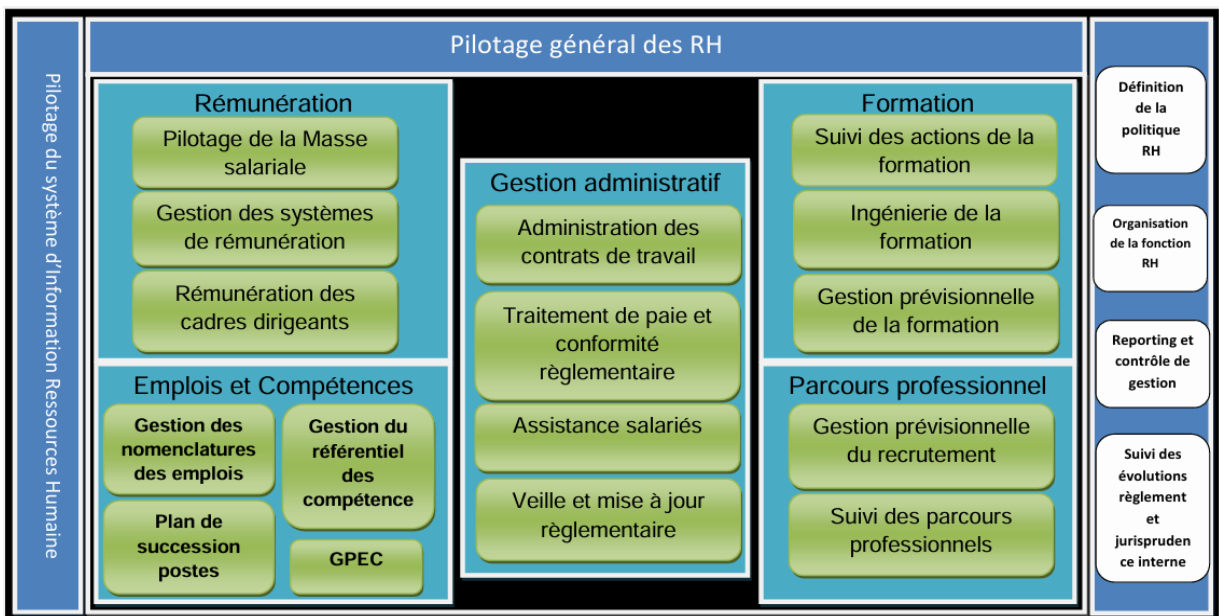 Pilotage général des RH
Pilotage du système d'Information Ressources Humaine
Rémunération
Pilotage de la Masse
salariale
Gestion des systèmes
de rémunération
Rémunération des
cadres dirigeants
Emplois et Compétences
Gestion des
nomenclatures
des emplois
Gestion du
référentiel
des
compétence
Plan de
succession
postes
GPEC
Gestion administratif
Administration des
contrats de travail
Traitement de paie et
conformité
règlementaire
Assistance salariés
Veille et mise à jour
règlementaire
Formation
Suivi des actions de la
formation
Ingénierie de la
formation
Gestion prévisionnelle
de la formation
Parcours professionnel
Gestion prévisionnelle
du recrutement
Suivi des parcours
professionnels
Définition
de la
politique
RH
Organisation
de la fonction
RH
Reporting et
contrôle de
gestion
Suivi des
évolutions
règlement
et
jurispruden
ce interne